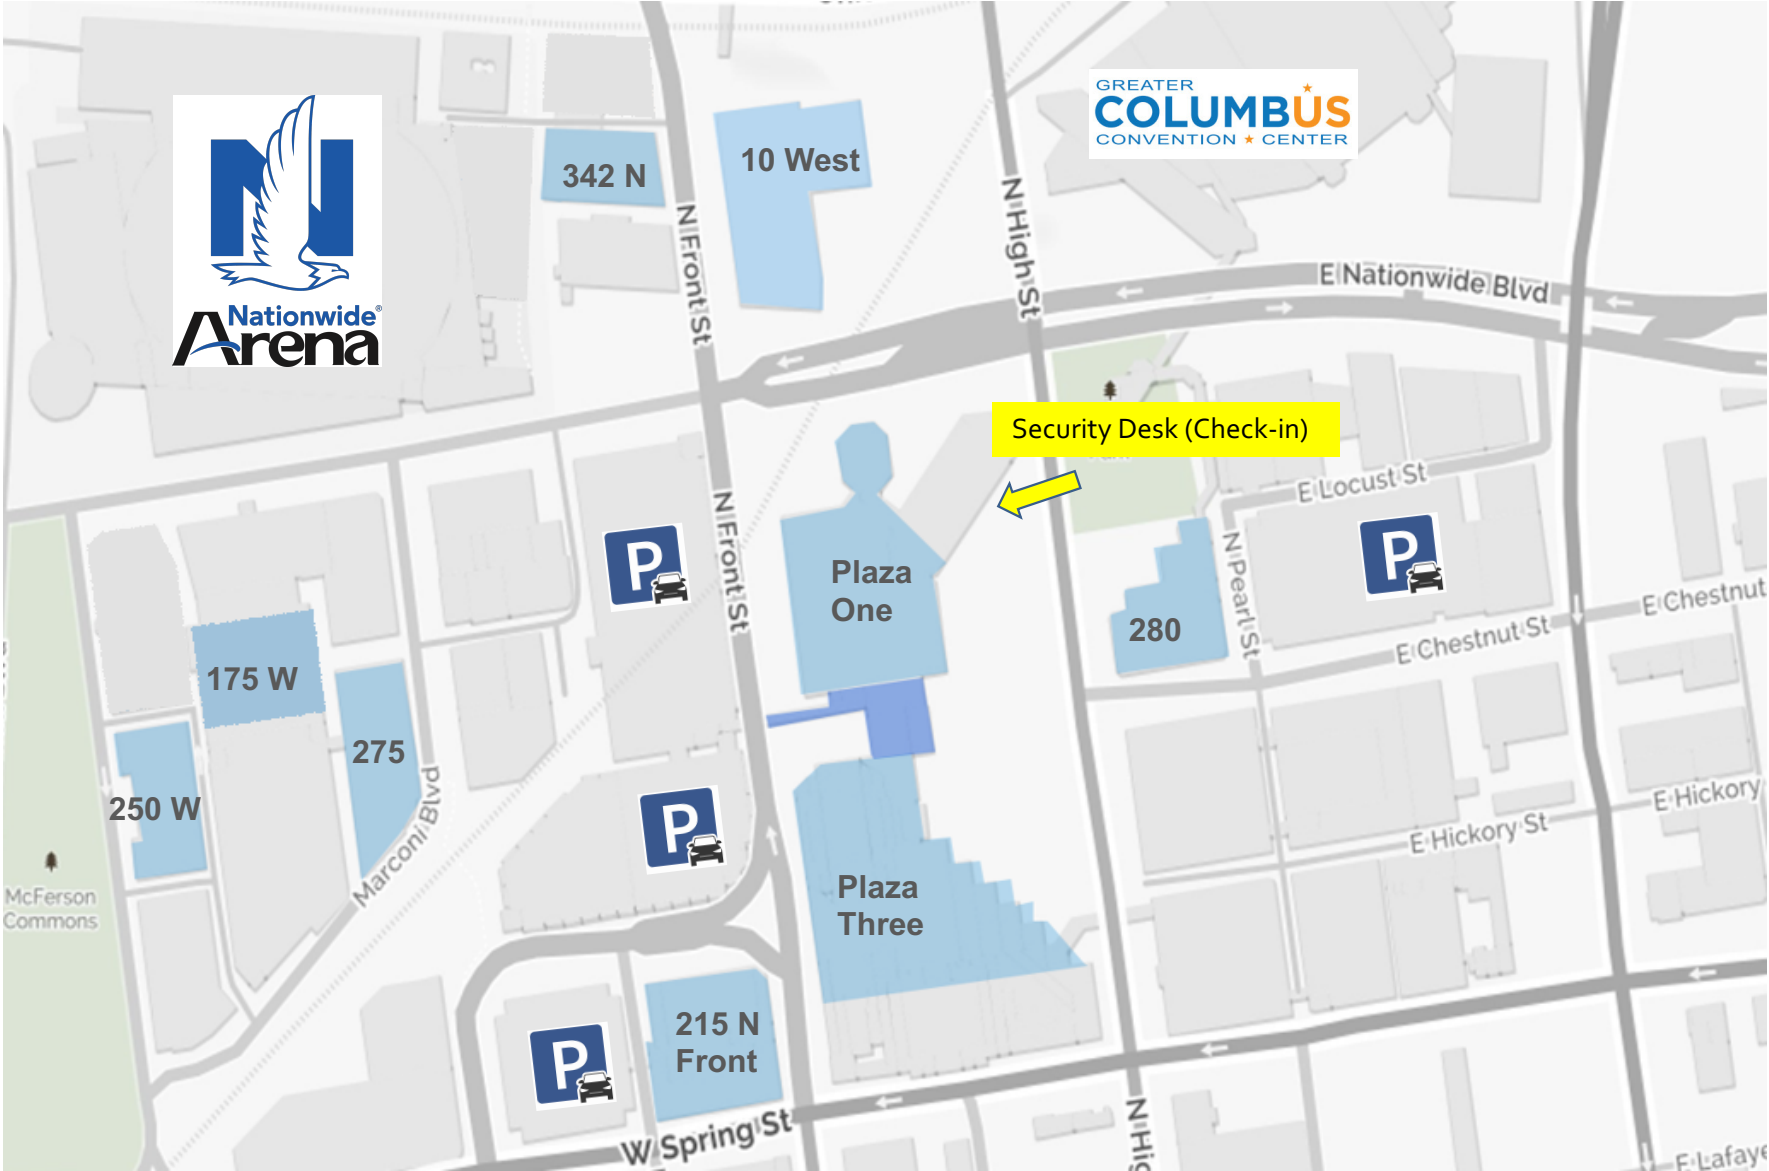 GREATER
COLUMBUS
CONVENTION ★ CENTER
N
Nationwide®
Arena
342 N
10 West
N Front St
N High St
E Nationwide Blvd
Security Desk (Check-in)
E Locust St
N Front St
P
P
Plaza
One
280
N Pearl St
E Chestnut St
E Chestnut
175 W
275
250 W
Marconi Blvd
P
E Hickory St
E Hickory
McFerson
Commons
Plaza
Three
215 N
Front
P
W Spring St
N Hig
E Lafaye